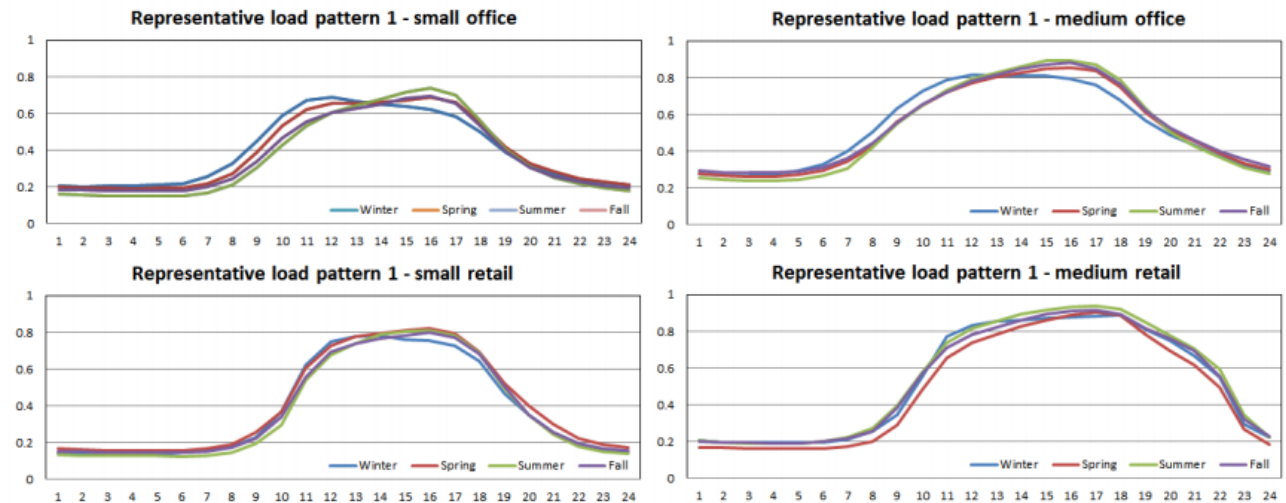 Representative load pattern 1 - small office
1
0.8
0.6
0.4
0.2
0
Winter Spring Summer Fall
1 2 3 4 5 6 7 8 9 10 11 12 13 14 15 16 17 18 19 20 21 22 23 24
Representative load pattern 1 - medium office
1
0.8
0.6
0.4
0.2
0
Winter Spring Summer Fall
1 2 3 4 5 6 7 8 9 10 11 12 13 14 15 16 17 18 19 20 21 22 23 24
Representative load pattern 1 - small retail
1
0.8
0.6
0.4
0.2
0
Winter Spring Summer Fall
1 2 3 4 5 6 7 8 9 10 11 12 13 14 15 16 17 18 19 20 21 22 23 24
Representative load pattern 1 - medium retail
1
0.8
0.6
0.4
0.2
0
Winter Spring Summer Fall
1 2 3 4 5 6 7 8 9 10 11 12 13 14 15 16 17 18 19 20 21 22 23 24